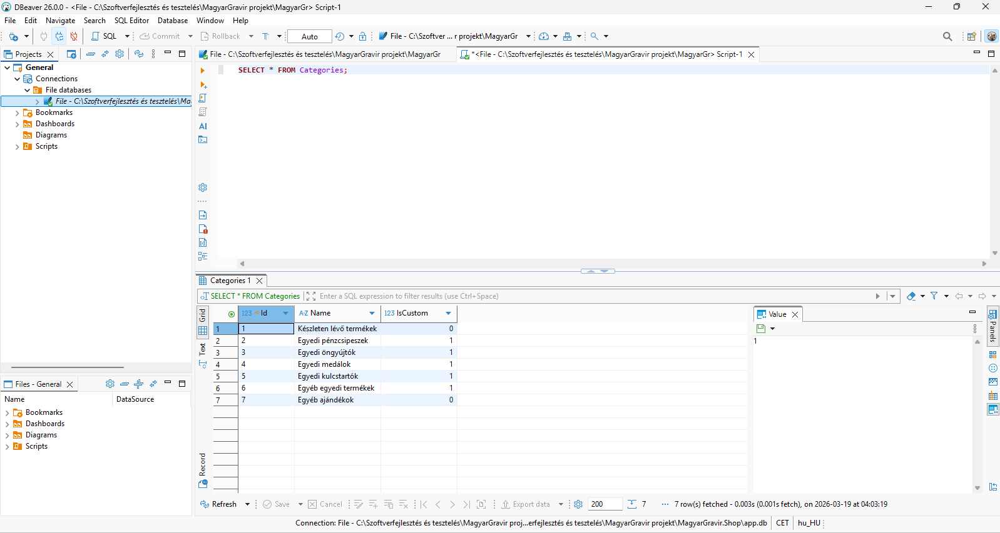 DBeaver 26.0.0 - <File - C:\Szoftverfejlesztés és tesztelés\MagyarGravir projekt\MagyarGr> Script-1
File Edit Navigate Search SQL Editor Database Window Help
SQL Commit Rollback T Auto File - C:\Szoftver ... r projekt\MagyarGr
Projects
General
Connections
File databases
File - C:\Szoftverfejlesztés és tesztelés\Ma
Bookmarks
Dashboards
Diagrams
Scripts
File - C:\Szoftverfejlesztés és tesztelés\MagyarGravir projekt\MagyarGr
*<File - C:\Szoftverfejlesztés és tesztelés\MagyarGravir projekt\MagyarGr> Script-1
SELECT * FROM Categories;
AI
Categories 1
SELECT * FROM Categories Enter a SQL expression to filter results (use Ctrl+Space)
Grid
Text
Record
123 Id A-Z Name 123 IsCustom
1 1 Készleten lévő termékek 0
2 2 Egyedi pénzcsipeszek 1
3 3 Egyedi öngyújtók 1
4 4 Egyedi medálok 1
5 5 Egyedi kulcstartók 1
6 6 Egyéb egyedi termékek 1
7 7 Egyéb ajándékok 0
Value
1
Panels
Files - General
Name DataSource
Bookmarks
Dashboards
Diagrams
Scripts
Refresh Save Cancel Export data 200 7 ... 7 row(s) fetched - 0.003s (0.001s fetch), on 2026-03-19 at 04:03:19
Connection: File - C:\Szoftverfejlesztés és tesztelés\MagyarGravir proj...erfejlesztés és tesztelés\MagyarGravir projekt\MagyarGravir.Shop\app.db CET hu_HU